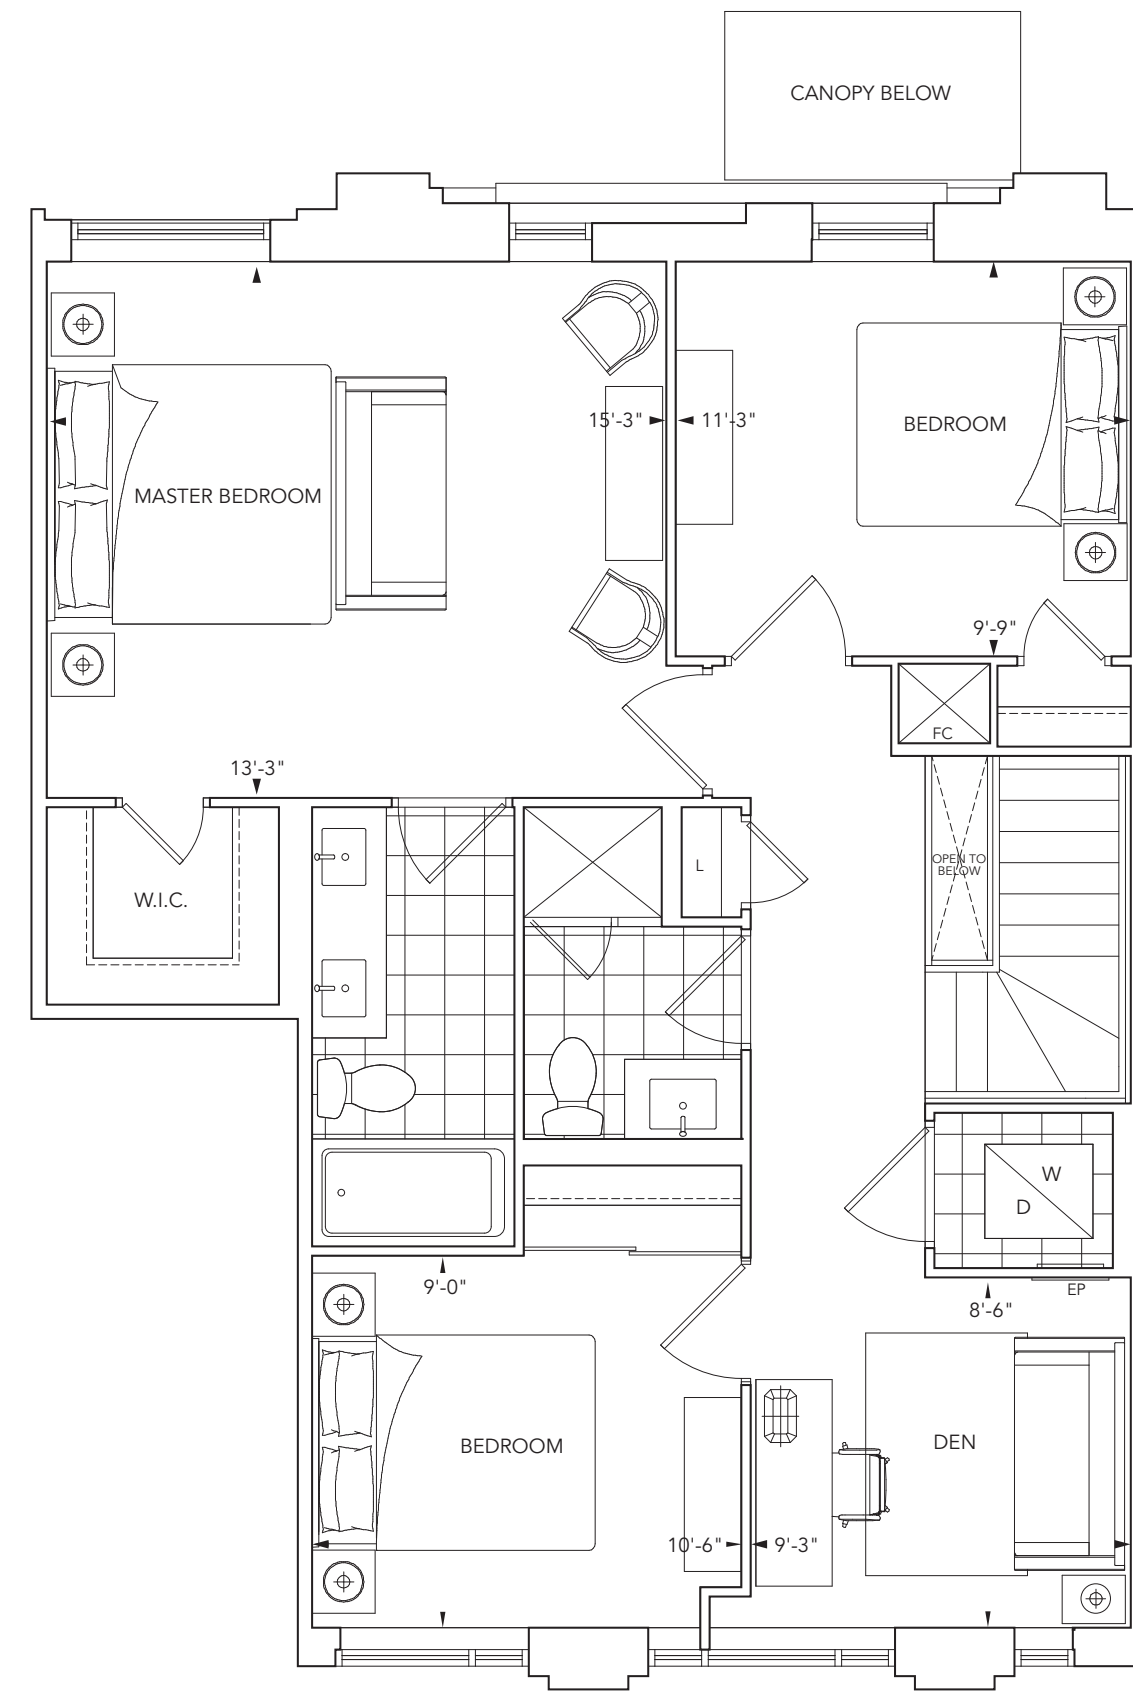 CANOPY BELOW
15'-3"
11'-3"
BEDROOM
MASTER BEDROOM
9'-9"
FC
13'-3"
OPEN TO
BELOW
L
W.I.C.
W
D
9'-0"
EP
8'-6"
BEDROOM
DEN
10'-6"
9'-3"